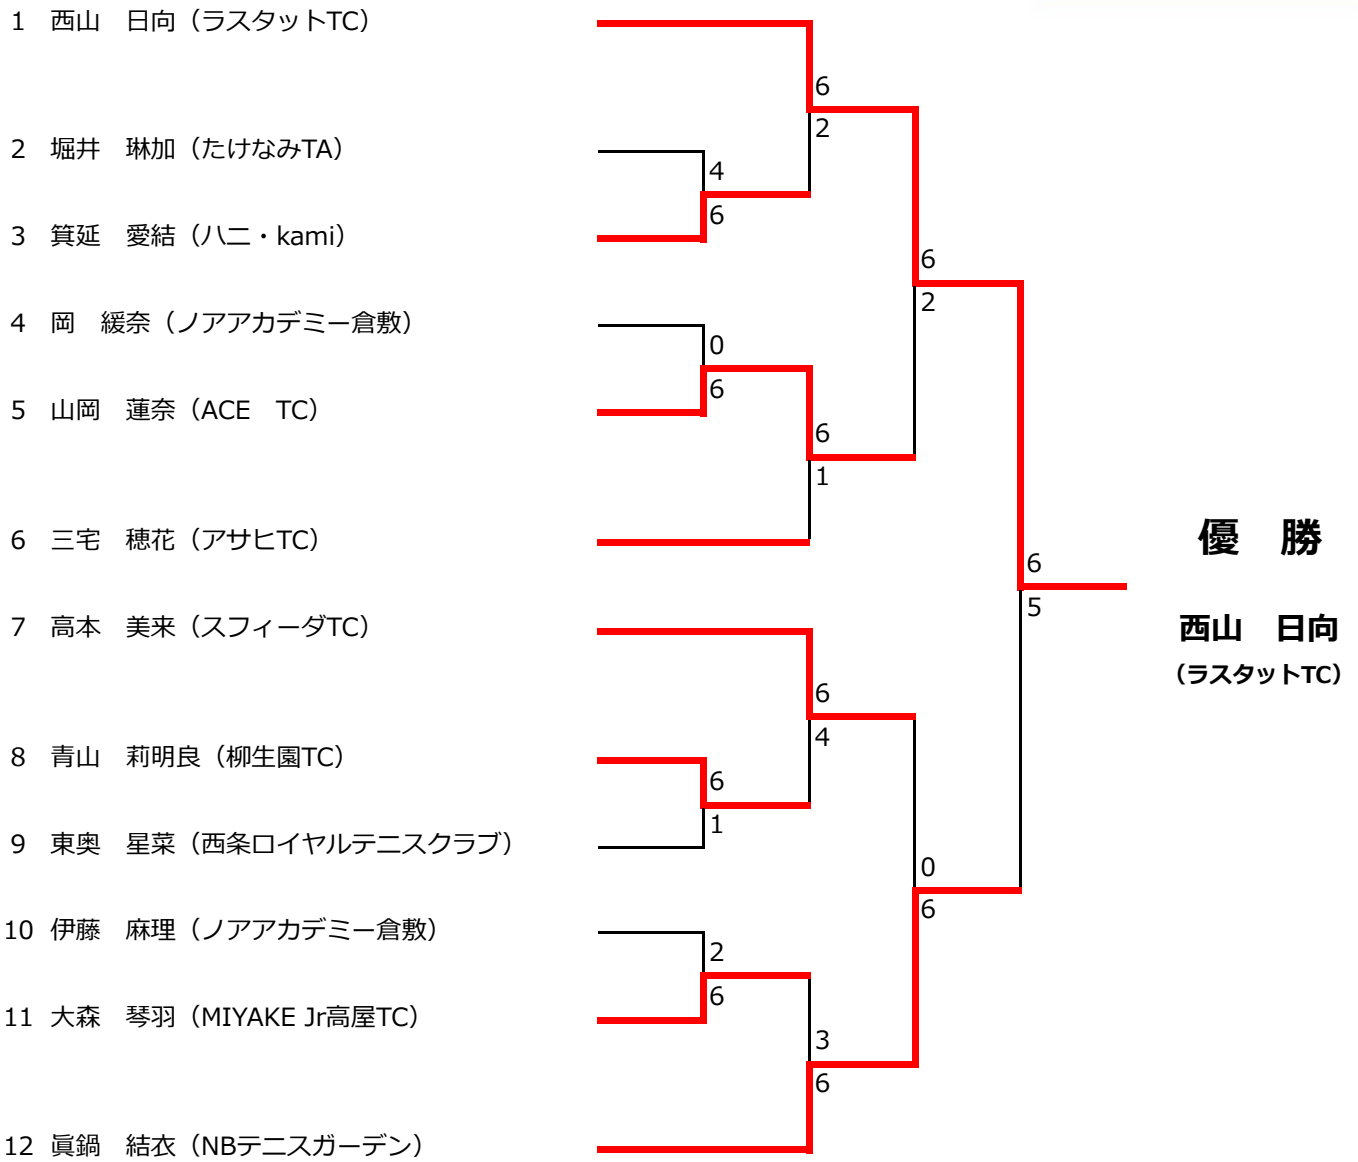 1 西山　日向（ラスタットTC）
6
2
2 堀井　琳加（たけなみTA）
4
6
3 箕延　愛結（ハニ・kami）
6
2
4 岡　緩奈（ノアアカデミー倉敷）
0
6
5 山岡　蓮奈（ACE　TC）
6
1
6 三宅　穂花（アサヒTC）
優　勝
6
5
7 高本　美来（スフィーダTC）
西山　日向
（ラスタットTC）
6
4
8 青山　莉明良（柳生園TC）
6
1
9 東奥　星菜（西条ロイヤルテニスクラブ）
0
6
10 伊藤　麻理（ノアアカデミー倉敷）
2
6
11 大森　琴羽（MIYAKE Jr高屋TC）
3
6
12 眞鍋　結衣（NBテニスガーデン）